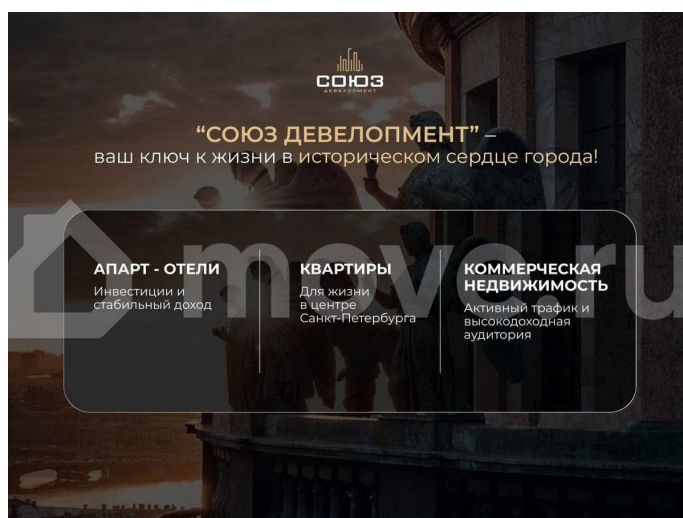 СОЮЗ
ДЕВЕЛОПМЕНТ
“СОЮЗ ДЕВЕЛОПМЕНТ” –
ваш ключ к жизни в историческом сердце города!
move.ru
АПАРТ - ОТЕЛИ
Инвестиции и
стабильный доход
КВАРТИРЫ
Для жизни
в центре
Санкт-Петербурга
КОММЕРЧЕСКАЯ
НЕДВИЖИМОСТЬ
Активный трафик и
высокодоходная
аудитория